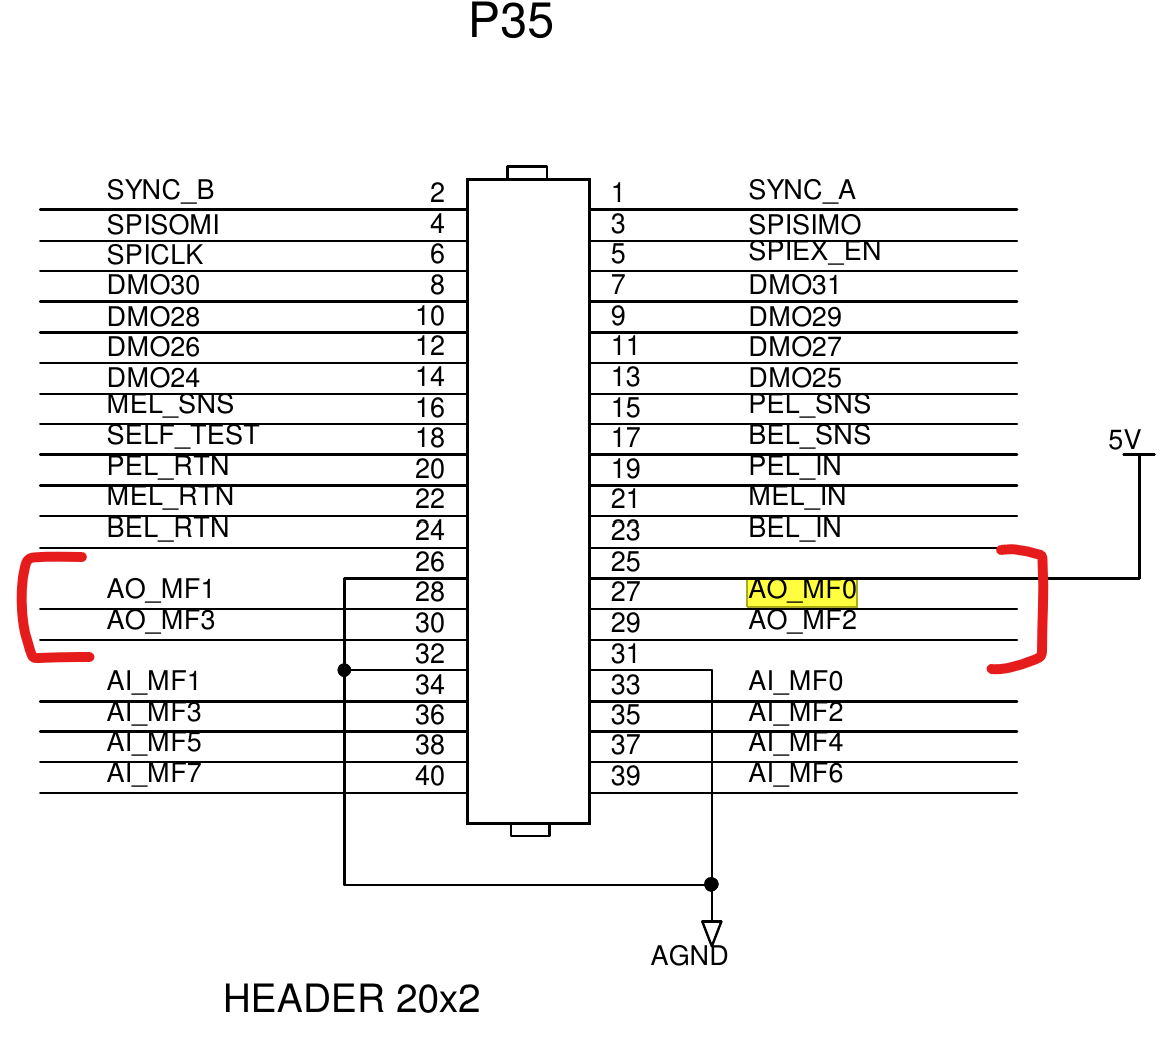 P35
SYNC_B 2 1 SYNC_A
SPISOMI 4 3 SPISIMO
SPICLK 6 5 SPIEX_EN
DMO30 8 7 DMO31
DMO28 10 9 DMO29
DMO26 12 11 DMO27
DMO24 14 13 DMO25
MEL_SNS 16 15 PEL_SNS
SELF_TEST 18 17 BEL_SNS
5V
PEL_RTN 20 19 PEL_IN
MEL_RTN 22 21 MEL_IN
BEL_RTN 24 23 BEL_IN
26 25
AO_MF1 28 27 AO_MF0
AO_MF3 30 29 AO_MF2
32 31
AI_MF1 34 33 AI_MF0
AI_MF3 36 35 AI_MF2
AI_MF5 38 37 AI_MF4
AI_MF7 40 39 AI_MF6
AGND
HEADER 20x2